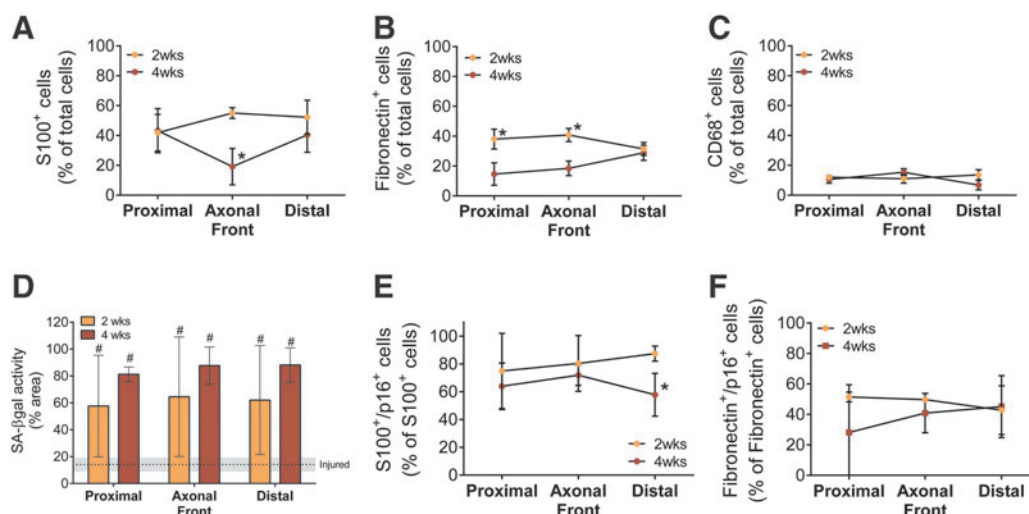 A
S100+ cells
(% of total cells)
100
80
60
40
20
0
2wks
4wks
*
Proximal Axonal Distal
Front
B
Fibronectin+ cells
(% of total cells)
100
80
60
40
20
0
2wks
4wks
* *
Proximal Axonal Distal
Front
C
CD68+ cells
(% of total cells)
100
80
60
40
20
0
2wks
4wks
Proximal Axonal Distal
Front
D
SA-βgal activity
(% area)
120
100
80
60
40
20
0
2 wks
4 wks
# # # # # #
Injured
Proximal Axonal Distal
Front
E
S100+/p16+ cells
(% of S100+ cells)
100
80
60
40
20
0
*
2wks
4wks
Proximal Axonal Distal
Front
F
Fibronectin+/p16+ cells
(% of Fibronectin+ cells)
100
80
60
40
20
0
2wks
4wks
Proximal Axonal Distal
Front